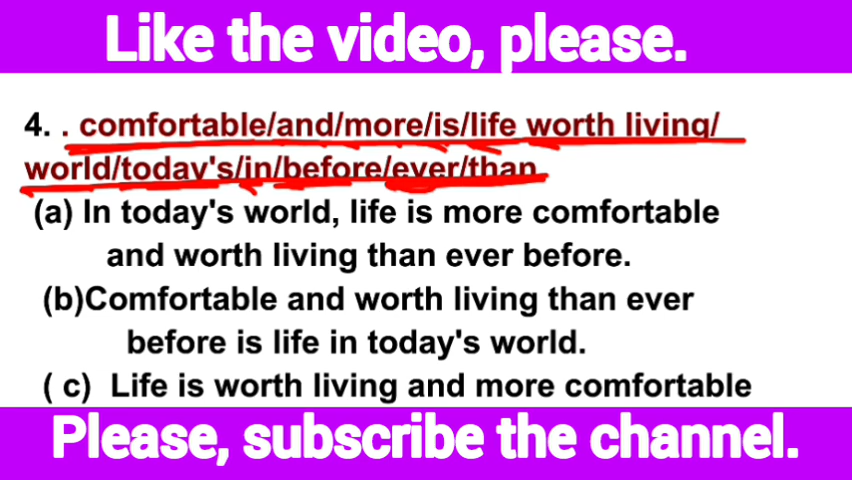 Like the video, please.
4. . comfortable/and/more/is/life worth living/
world/today's/in/before/ever/than
(a) In today's world, life is more comfortable
and worth living than ever before.
(b)Comfortable and worth living than ever
before is life in today's world.
( c) Life is worth living and more comfortable
Please, subscribe the channel.